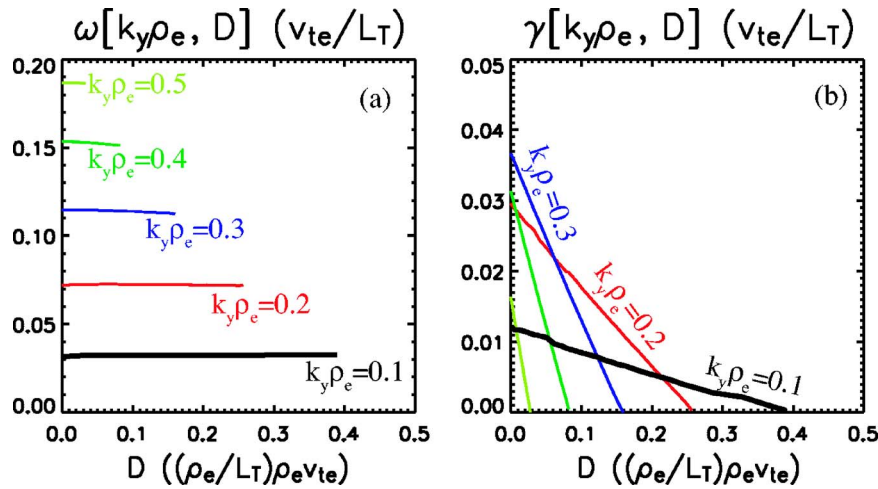 ω[k_yρ_e, D] (v_te/L_T)
0.20
0.15
0.10
0.05
0.00
(a)
k_yρ_e=0.5
k_yρ_e=0.4
k_yρ_e=0.3
k_yρ_e=0.2
k_yρ_e=0.1
0.0 0.1 0.2 0.3 0.4 0.5
D ((ρ_e/L_T)ρ_ev_te)
γ[k_yρ_e, D] (v_te/L_T)
0.05
0.04
0.03
0.02
0.01
0.00
(b)
k_yρ_e=0.3
k_yρ_e=0.2
k_yρ_e=0.1
0.0 0.1 0.2 0.3 0.4 0.5
D ((ρ_e/L_T)ρ_ev_te)